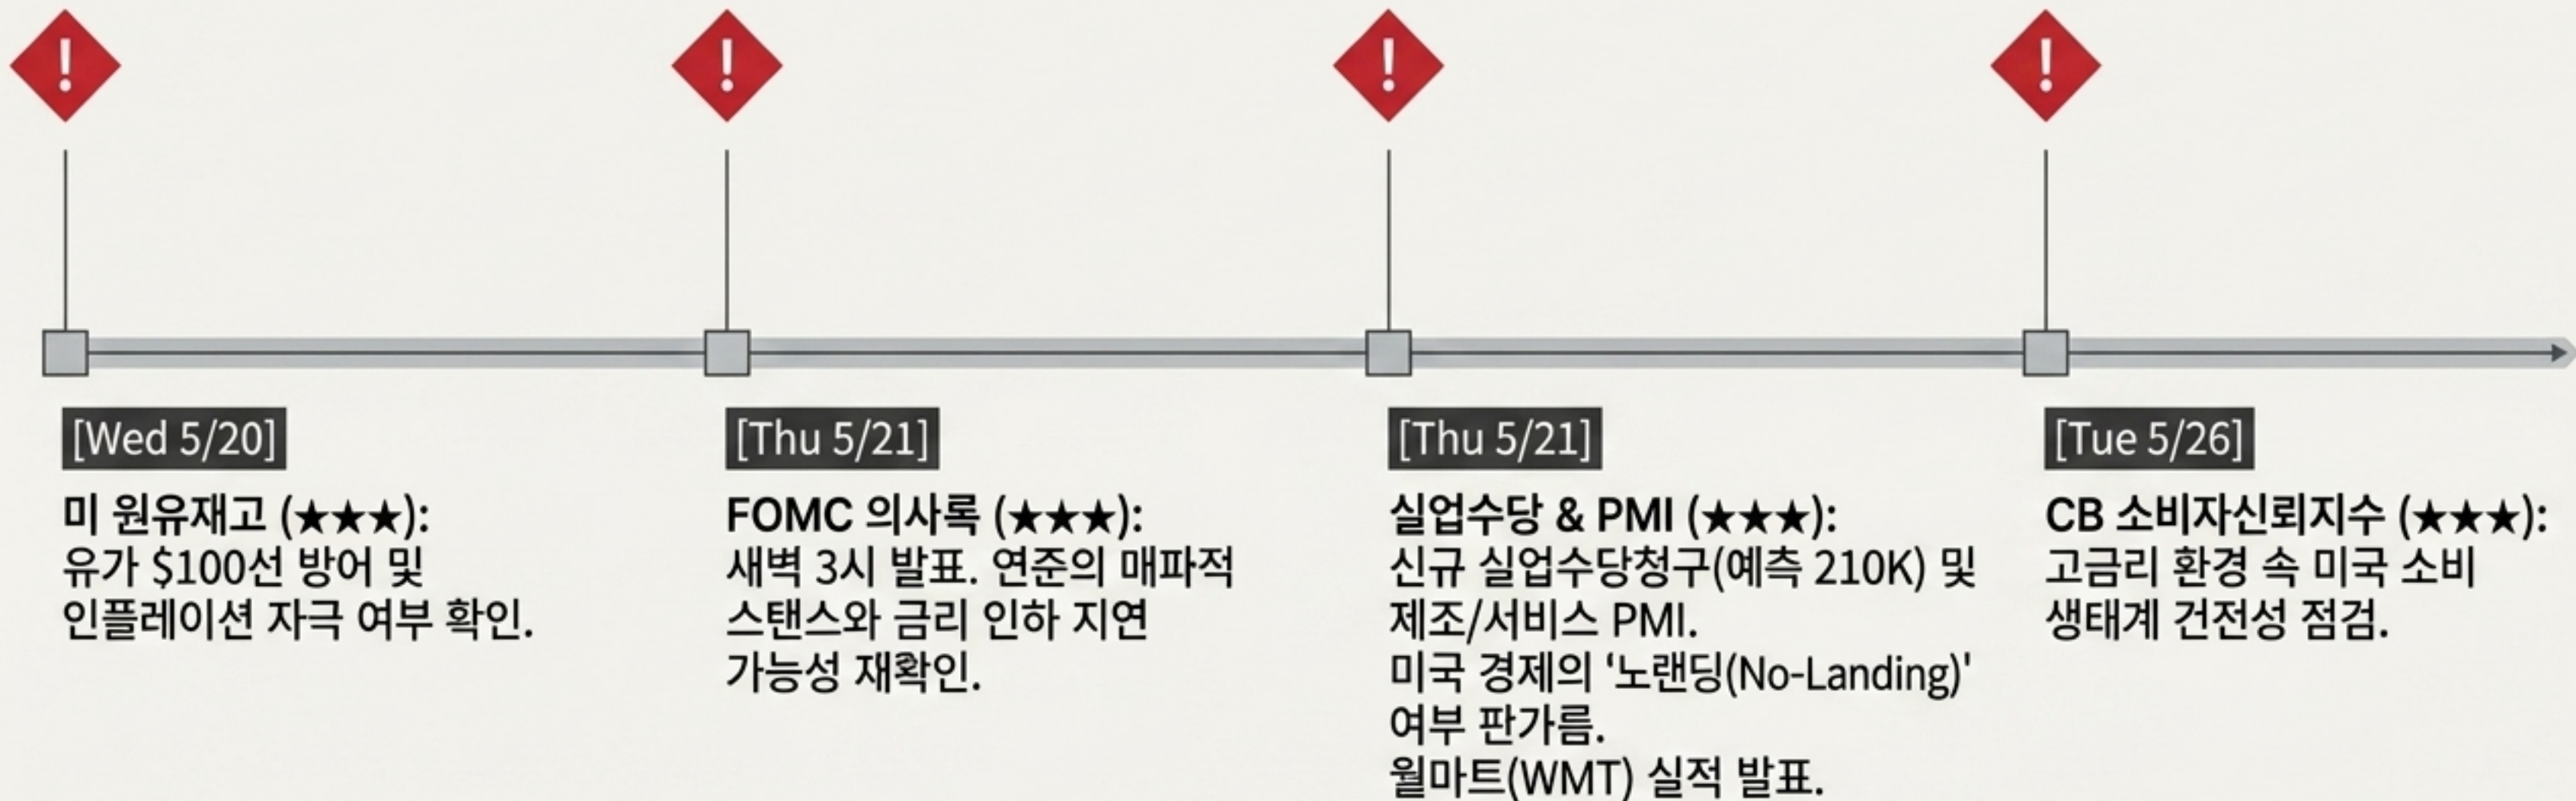 [Wed 5/20]
미 원유재고 (★★★):
유가 $100선 방어 및
인플레이션 자극 여부 확인.
[Thu 5/21]
FOMC 의사록 (★★★):
새벽 3시 발표. 연준의 매파적
스탠스와 금리 인하 지연
가능성 재확인.
[Thu 5/21]
실업수당 & PMI (★★★):
신규 실업수당청구(예측 210K) 및
제조/서비스 PMI.
미국 경제의 ‘노랜딩(No-Landing)'
여부 판가름.
월마트(WMT) 실적 발표.
[Tue 5/26]
CB 소비자신뢰지수 (★★★):
고금리 환경 속 미국 소비
생태계 건전성 점검.